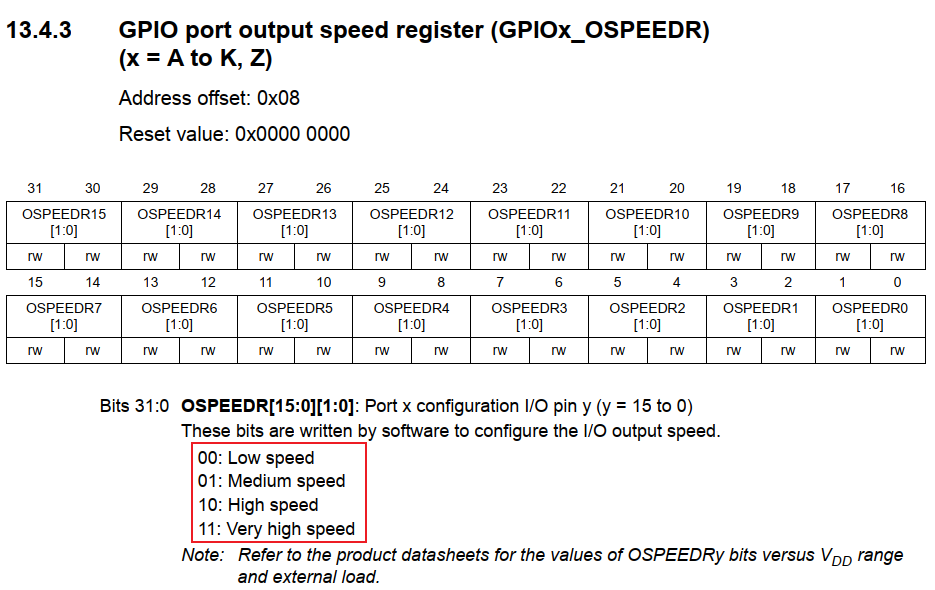 13.4.3 GPIO port output speed register (GPIOx_OSPEEDR)
(x = A to K, Z)
Address offset: 0x08
Reset value: 0x0000 0000
31 30 29 28 27 26 25 24 23 22 21 20 19 18 17 16
OSPEEDR15 OSPEEDR14 OSPEEDR13 OSPEEDR12 OSPEEDR11 OSPEEDR10 OSPEEDR9 OSPEEDR8
[1:0] [1:0] [1:0] [1:0] [1:0] [1:0] [1:0] [1:0]
rw rw rw rw rw rw rw rw rw rw rw rw rw rw rw rw
15 14 13 12 11 10 9 8 7 6 5 4 3 2 1 0
OSPEEDR7 OSPEEDR6 OSPEEDR5 OSPEEDR4 OSPEEDR3 OSPEEDR2 OSPEEDR1 OSPEEDR0
[1:0] [1:0] [1:0] [1:0] [1:0] [1:0] [1:0] [1:0]
rw rw rw rw rw rw rw rw rw rw rw rw rw rw rw rw
Bits 31:0 OSPEEDR[15:0][1:0]: Port x configuration I/O pin y (y = 15 to 0)
These bits are written by software to configure the I/O output speed.
00: Low speed
01: Medium speed
10: High speed
11: Very high speed
Note: Refer to the product datasheets for the values of OSPEEDRy bits versus VDD range
and external load.